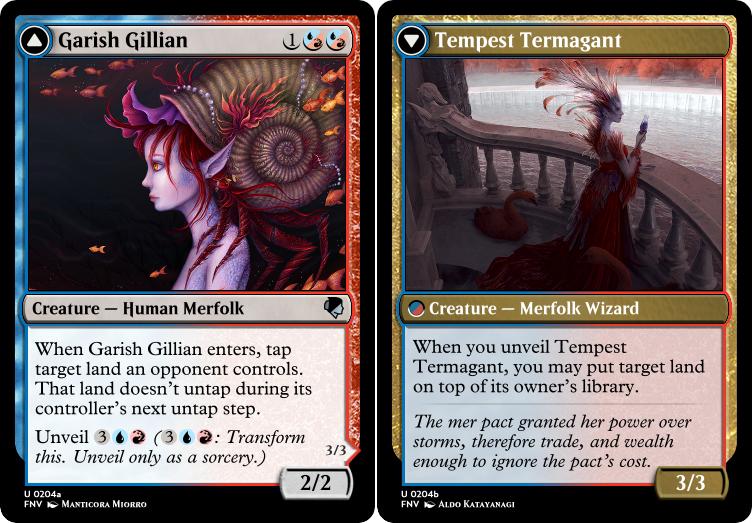 Garish Gillian 1
Creature — Human Merfolk
When Garish Gillian enters, tap
target land an opponent controls.
That land doesn't untap during its
controller's next untap step.
Unveil 3 (3 : Transform
this. Unveil only as a sorcery.)
3/3
2/2
U 0204a
FNV Manticora Miorro
Tempest Termagant
Creature — Merfolk Wizard
When you unveil Tempest
Termagant, you may put target land
on top of its owner's library.
The mer pact granted her power over
storms, therefore trade, and wealth
enough to ignore the pact's cost.
3/3
U 0204b
FNV Aldo Katayanagi